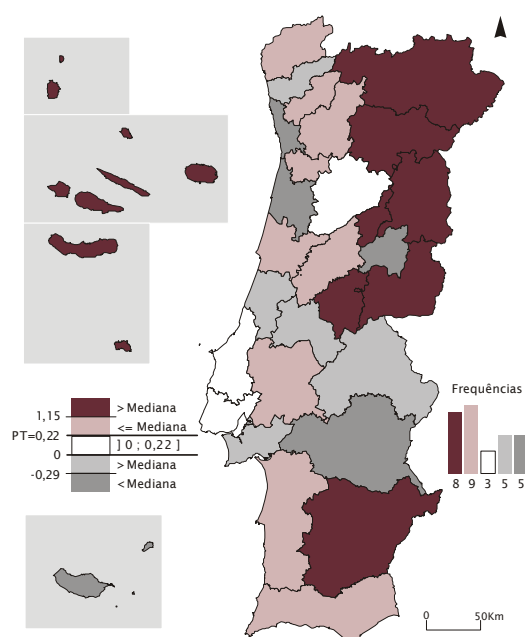 > Mediana
1,15
<= Mediana
PT=0,22
] 0 ; 0,22 ]
0
> Mediana
-0,29
< Mediana
Frequências
8 9 3 5 5
0 50Km